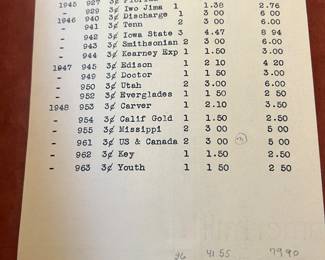 1945 927 3¢ Florida
- 929 3¢ Iwo Jima 1 1.38 2.76
1946 940 3¢ Discharge 1 3 00 6.00
- 941 3¢ Tenn 2 3 00 6.00
- 942 3¢ Iowa State 3 4.47 8 94
- 943 3¢ Smithsonian 2 3 00 6.00
- 944 3¢ Kearney Exp 1 1.50 3.00
1947 945 3¢ Edison 1 2 10 4 20
- 949 3¢ Doctor 1 1 50 3.00
- 950 3¢ Utah 2 3 00 6.00
- 952 3¢ Everglades 1 1 50 2 50
1948 953 3¢ Carver 1 2.10 3.50
- 954 3¢ Calif Gold 1 1.50 2.50
- 955 3¢ Missippi 2 3 00 5 00
- 961 3¢ US & Canada 2 3 00 5 00
- 962 3¢ Key 1 1.50 2.50
- 963 3¢ Youth 1 1 50 2 50
26 41.55 79.90